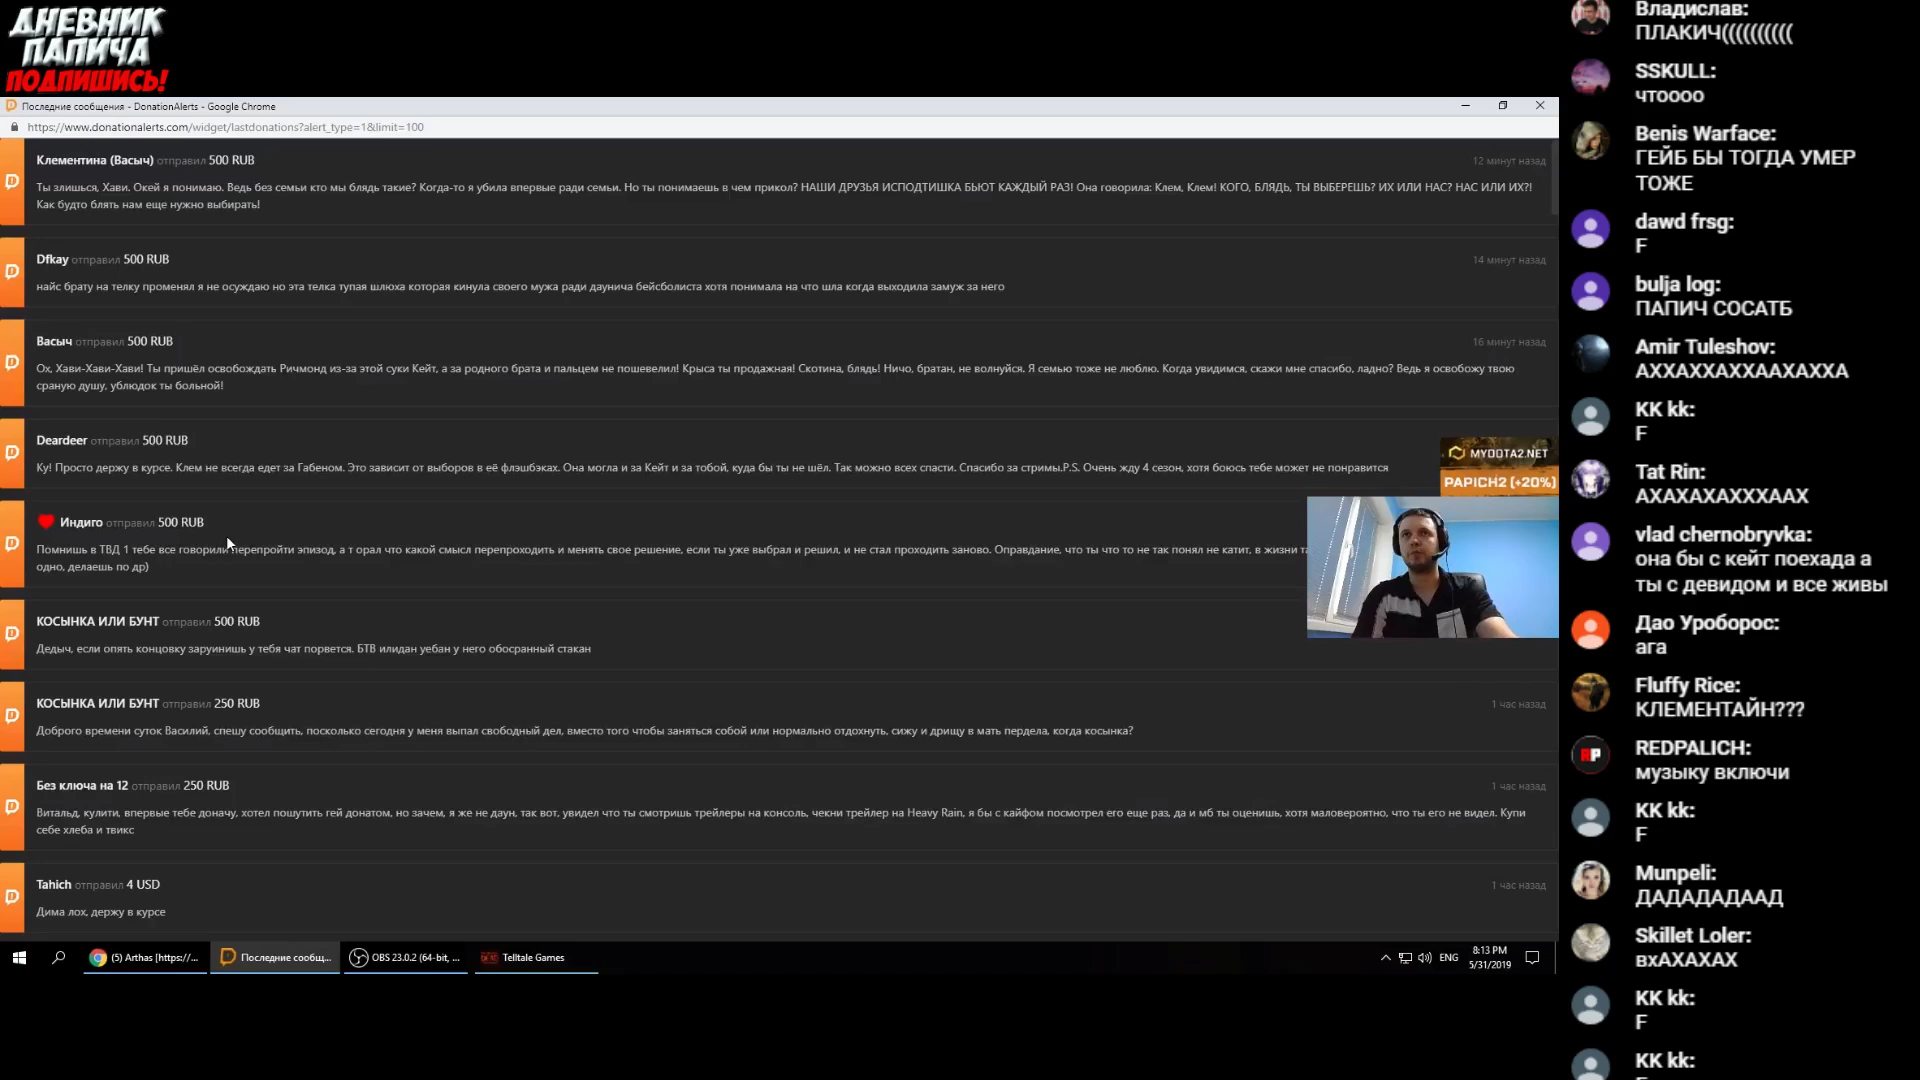 ДНЕВНИК
ПАПИЧА
ПОДПИШИСЬ!
Последние сообщения - DonationAlerts - Google Chrome
https://www.donationalerts.com/widget/lastdonations?alert_type=1&limit=100
Клементина (Васыч) отправил 500 RUB
12 минут назад
Ты злишься, Хави. Окей я понимаю. Ведь без семьи кто мы блядь такие? Когда-то я убила впервые ради семьи. Но ты понимаешь в чем прикол? НАШИ ДРУЗЬЯ ИСПОДТИШКА БЬЮТ КАЖДЫЙ РАЗ! Она говорила: Клем, Клем! КОГО, БЛЯДЬ, ТЫ ВЫБЕРЕШЬ? ИХ ИЛИ НАС? НАС ИЛИ ИХ?!
Как будто блять нам еще нужно выбирать!
Dfkay отправил 500 RUB
14 минут назад
найс брату на телку променял я не осуждаю но эта телка тупая шлюха которая кинула своего мужа ради даунича бейсболиста хотя понимала на что шла когда выходила замуж за него
Васыч отправил 500 RUB
16 минут назад
Ох, Хави-Хави-Хави! Ты пришёл освобождать Ричмонд из-за этой суки Кейт, а за родного брата и пальцем не пошевелил! Крыса ты продажная! Скотина, блядь! Ничо, братан, не волнуйся. Я семью тоже не люблю. Когда увидимся, скажи мне спасибо, ладно? Ведь я освобожу твою
сраную душу, ублюдок ты больной!
Deardeer отправил 500 RUB
Ку! Просто держу в курсе. Клем не всегда едет за Габеном. Это зависит от выборов в её флэшбэках. Она могла и за Кейт и за тобой, куда бы ты не шёл. Так можно всех спасти. Спасибо за стримы.P.S. Очень жду 4 сезон, хотя боюсь тебе может не понравится
MYDOTA2.NET
PAPICH2 (+20%)
Индиго отправил 500 RUB
Помнишь в ТВД 1 тебе все говорили перепройти эпизод, а т орал что какой смысл перепроходить и менять свое решение, если ты уже выбрал и решил, и не стал проходить заново. Оправдание, что ты что то не так понял не катит, в жизни
одно, делаешь по др)
КОСЫНКА ИЛИ БУНТ отправил 500 RUB
Дедыч, если опять концовку заруинишь у тебя чат порвется. БТВ илидан уебан у него обосранный стакан
КОСЫНКА ИЛИ БУНТ отправил 250 RUB
1 час назад
Доброго времени суток Василий, спешу сообщить, посколько сегодня у меня выпал свободный дел, вместо того чтобы заняться собой или нормально отдохнуть, сижу и дрищу в мать пердела, когда косынка?
Без ключа на 12 отправил 250 RUB
1 час назад
Витальд, кулити, впервые тебе доначу, хотел пошутить гей донатом, но зачем, я же не даун, так вот, увидел что ты смотришь трейлеры на консоль, чекни трейлер на Heavy Rain, я бы с кайфом посмотрел его еще раз, да и мб ты оценишь, хотя маловероятно, что ты его не видел. Купи
себе хлеба и твикс
Tahich отправил 4 USD
1 час назад
Дима лох, держу в курсе
(5) Arthas [https://...
Последние сообщ...
OBS 23.0.2 (64-bit, ...
Telltale Games
ENG
8:13 PM
5/31/2019
Владислав:
ПЛАКИЧ((((((((((
SSKULL:
чтоооо
Benis Warface:
ГЕЙБ БЫ ТОГДА УМЕР
ТОЖЕ
dawd frsg:
F
bulja log:
ПАПИЧ СОСАТБ
Amir Tuleshov:
АХХАХХАХХААХАХХА
KK kk:
F
Tat Rin:
АХАХАХАХХХААХ
vlad chernobryvka:
она бы с кейт поехада а
ты с девидом и все живы
Дао Уроборос:
ага
Fluffy Rice:
КЛЕМЕНТАЙН???
REDPALICH:
музыку включи
KK kk:
F
Munpeli:
ДАДАДАДААД
Skillet Loler:
вхАХАХАХ
KK kk:
F
KK kk: